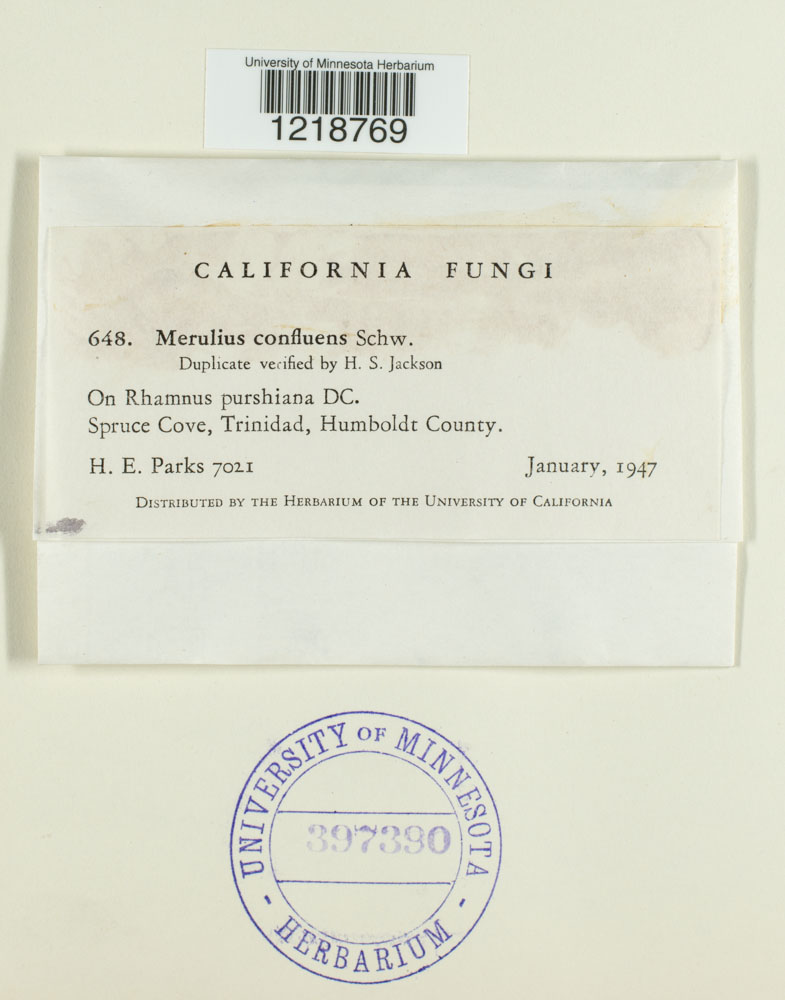 University of Minnesota Herbarium
1218769
CALIFORNIA FUNGI
648. Merulius confluens Schw.
Duplicate verified by H. S. Jackson
On Rhamnus purshiana DC.
Spruce Cove, Trinidad, Humboldt County.
H. E. Parks 7021 January, 1947
DISTRIBUTED BY THE HERBARIUM OF THE UNIVERSITY OF CALIFORNIA
UNIVERSITY OF MINNESOTA
397390
- HERBARIUM -